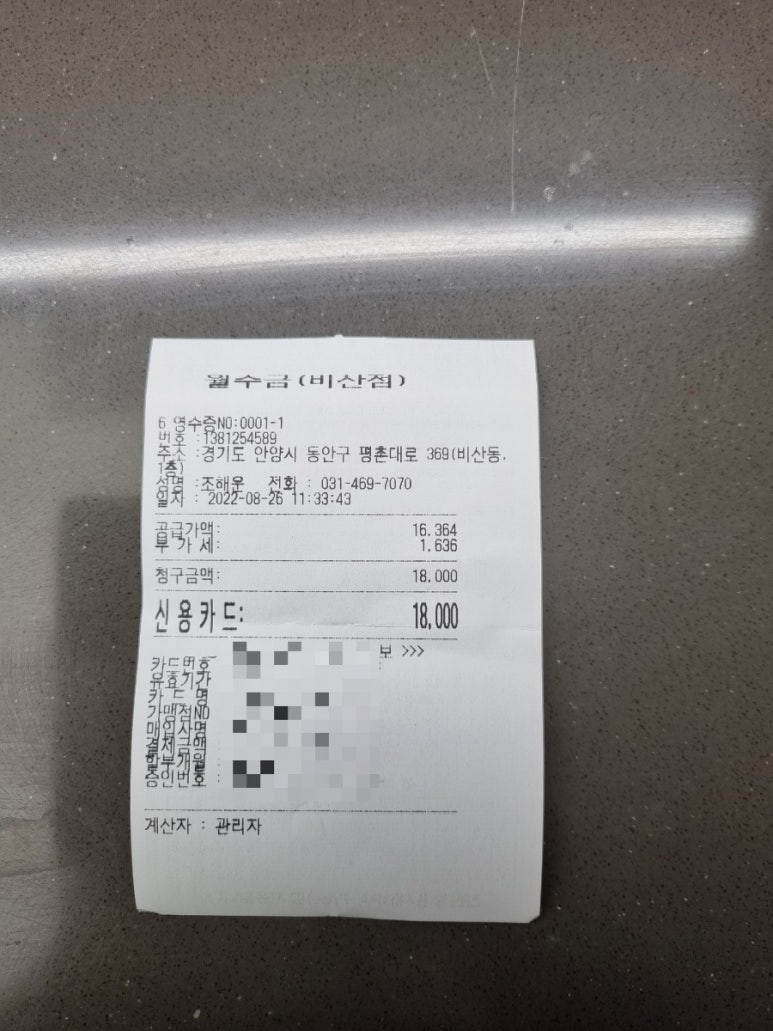 월수금(비산점)
6 영수증NO:0001-1
번호 :1381254589
주소 :경기도 안양시 동안구 평촌대로 369(비산동,
1층)
성명 :조해운 전화 : 031-469-7070
일자 : 2022-08-26 11:33:43
공급가액: 16.364
부 가 세: 1.636
청구금액: 18,000
신용카드: 18,000
보 >>>
카드번호 :
유효기간
카 드 명
가맹점NO
매입사명
결제금액
할부개월
승인번호 :
계산자 : 관리자